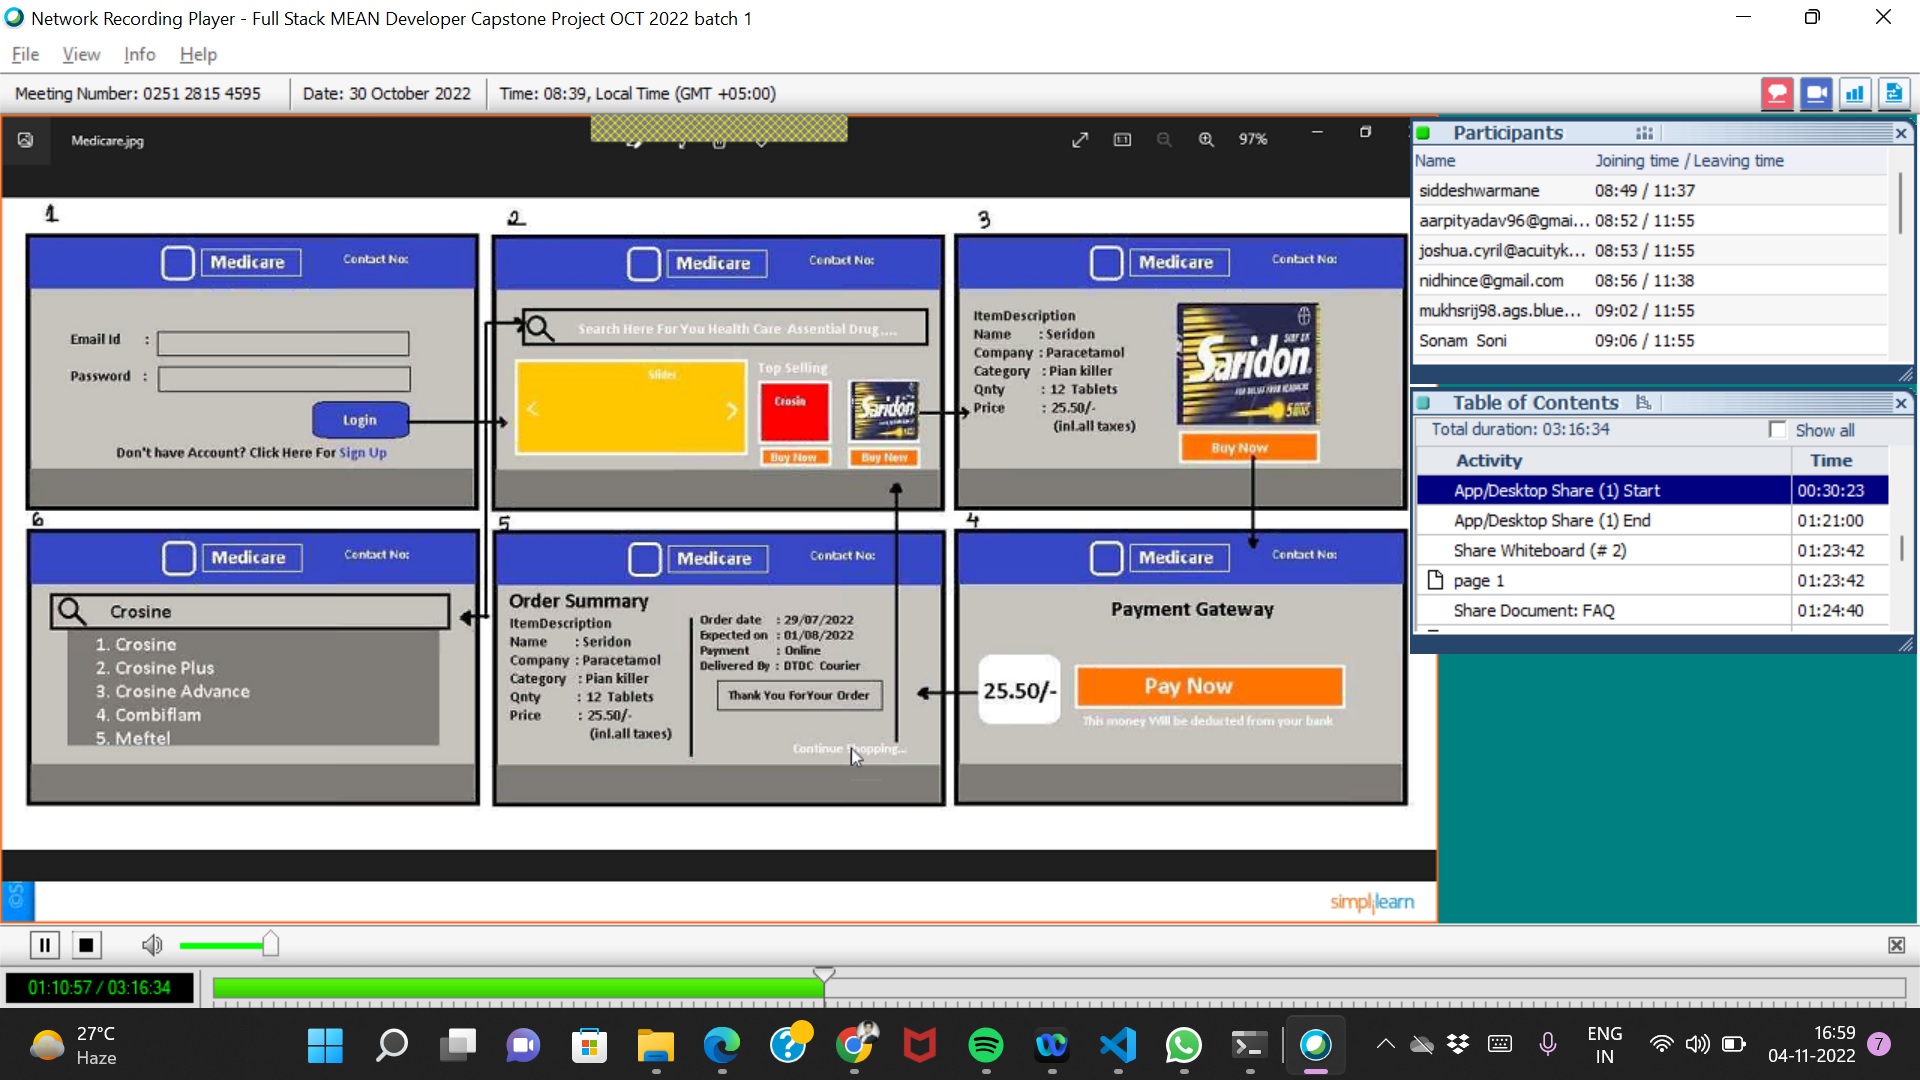 Network Recording Player - Full Stack MEAN Developer Capstone Project OCT 2022 batch 1
File View Info Help
Meeting Number: 0251 2815 4595 Date: 30 October 2022 Time: 08:39, Local Time (GMT +05:00)
Medicare.jpg
97%
1
Medicare Contact No:
Email Id :
Password :
Login
Don't have Account? Click Here For Sign Up
2
Medicare Contact No:
Search Here For You Health Care Assential Drug....
Slider
Top Selling
Crosin
Saridon
Buy Now Buy Now
3
Medicare Contact No:
ItemDescription
Name : Seridon
Company : Paracetamol
Category : Pian killer
Qnty : 12 Tablets
Price : 25.50/-
(inl.all taxes)
Saridon
FOR RELIEF FROM HEADACHE
Buy Now
6
Medicare Contact No:
Crosine
1. Crosine
2. Crosine Plus
3. Crosine Advance
4. Combiflam
5. Meftel
5
Medicare Contact No:
Order Summary
ItemDescription
Name : Seridon
Company : Paracetamol
Category : Pian killer
Qnty : 12 Tablets
Price : 25.50/-
(inl.all taxes)
Order date : 29/07/2022
Expected on : 01/08/2022
Payment : Online
Delivered By : DTDC Courier
Thank You ForYour Order
Continue Shopping...
4
Medicare Contact No:
Payment Gateway
25.50/-
Pay Now
This money Will be deducted from your bank
simplilearn
Participants
Name Joining time / Leaving time
siddeshwarmane 08:49 / 11:37
aarpityadav96@gmai... 08:52 / 11:55
joshua.cyril@acuityk... 08:53 / 11:55
nidhince@gmail.com 08:56 / 11:38
mukhsrij98.ags.blue... 09:02 / 11:55
Sonam Soni 09:06 / 11:55
Table of Contents
Total duration: 03:16:34 Show all
Activity Time
App/Desktop Share (1) Start 00:30:23
App/Desktop Share (1) End 01:21:00
Share Whiteboard (# 2) 01:23:42
page 1 01:23:42
Share Document: FAQ 01:24:40
01:10:57 / 03:16:34
27°C
Haze
ENG
IN
16:59
04-11-2022
7